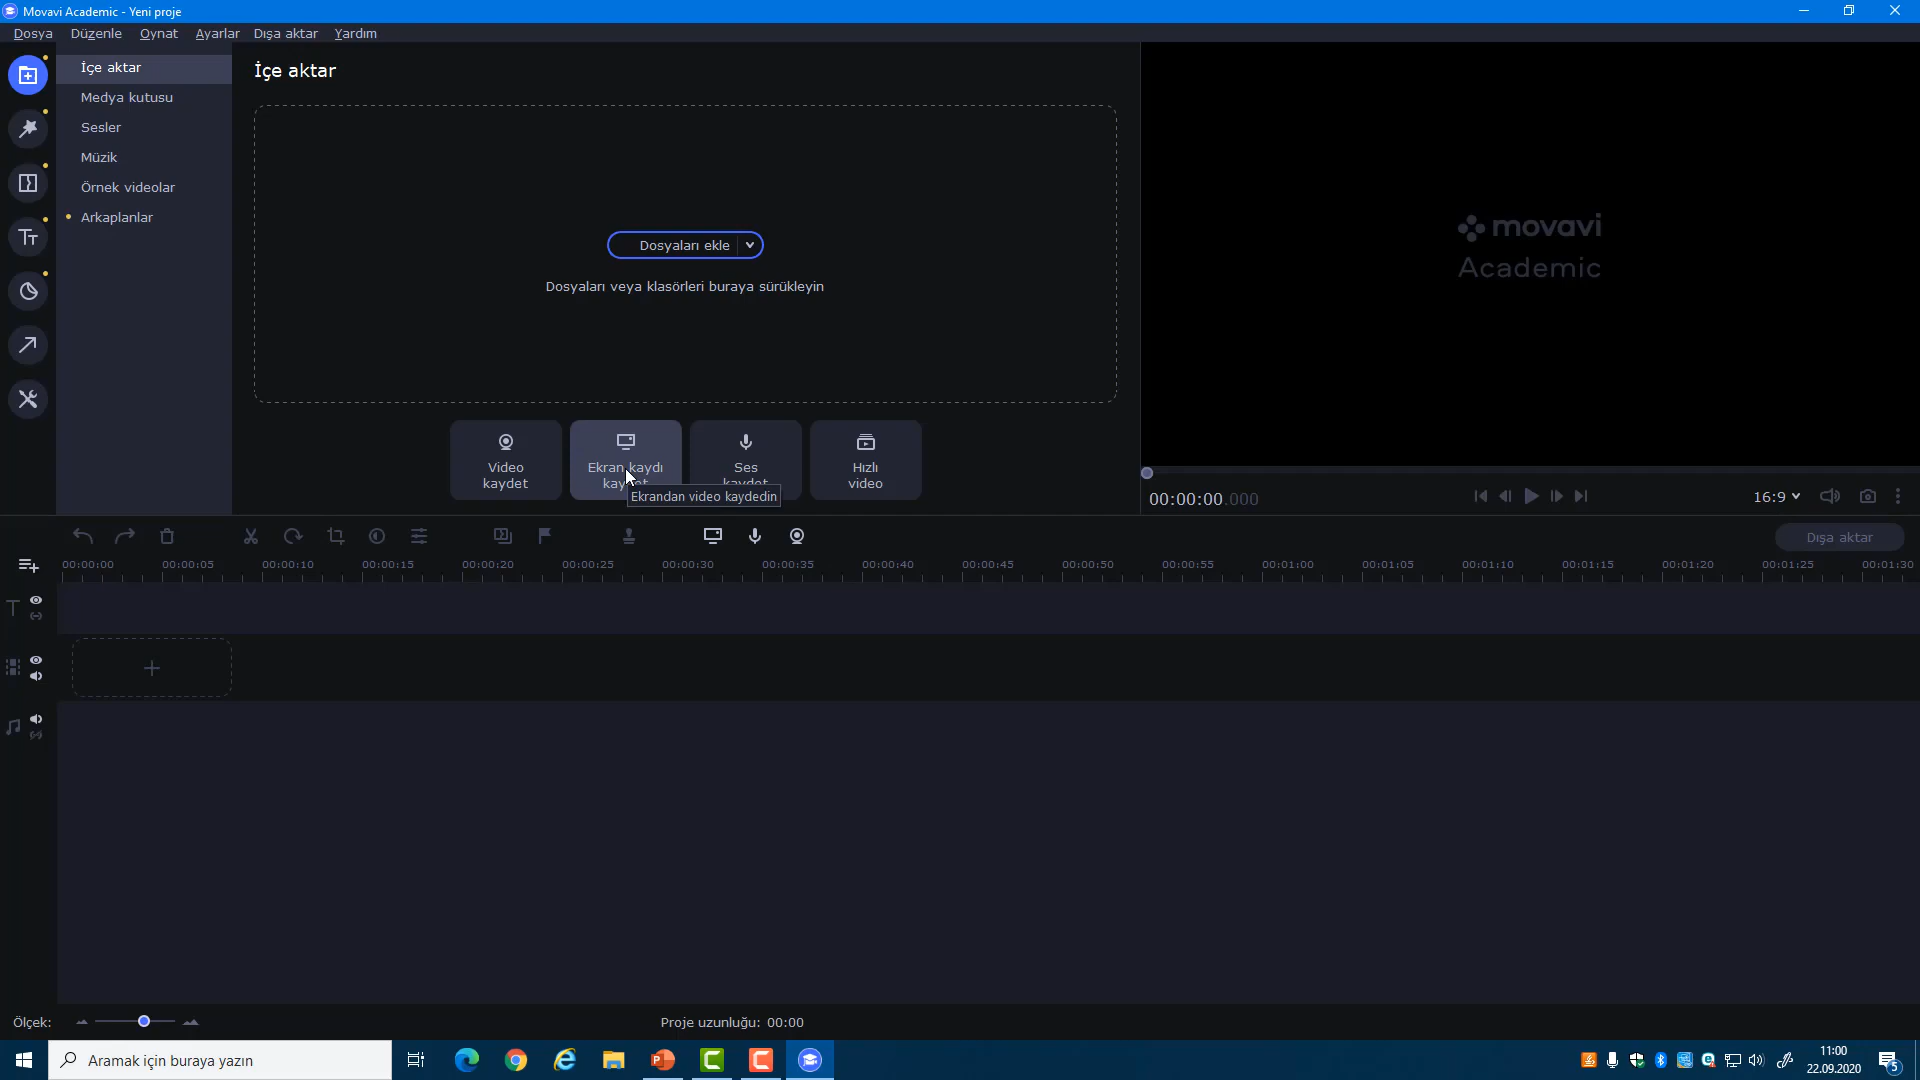 Movavi Academic - Yeni proje
Dosya Düzenle Oynat Ayarlar Dışa aktar Yardım
İçe aktar
Medya kutusu
Sesler
Müzik
Örnek videolar
Arkaplanlar
İçe aktar
Dosyaları ekle
Dosyaları veya klasörleri buraya sürükleyin
Video
kaydet
Ekran kaydı
Ses
kaydet
Hızlı
video
Ekrandan video kaydedin
movavi
Academic
00:00:00.000
16:9
Dışa aktar
00:00:00 00:00:05 00:00:10 00:00:15 00:00:20 00:00:25 00:00:30 00:00:35 00:00:40 00:00:45 00:00:50 00:00:55 00:01:00 00:01:05 00:01:10 00:01:15 00:01:20 00:01:25 00:01:30
Ölçek:
Proje uzunluğu: 00:00
Aramak için buraya yazın
11:00
22.09.2020
5